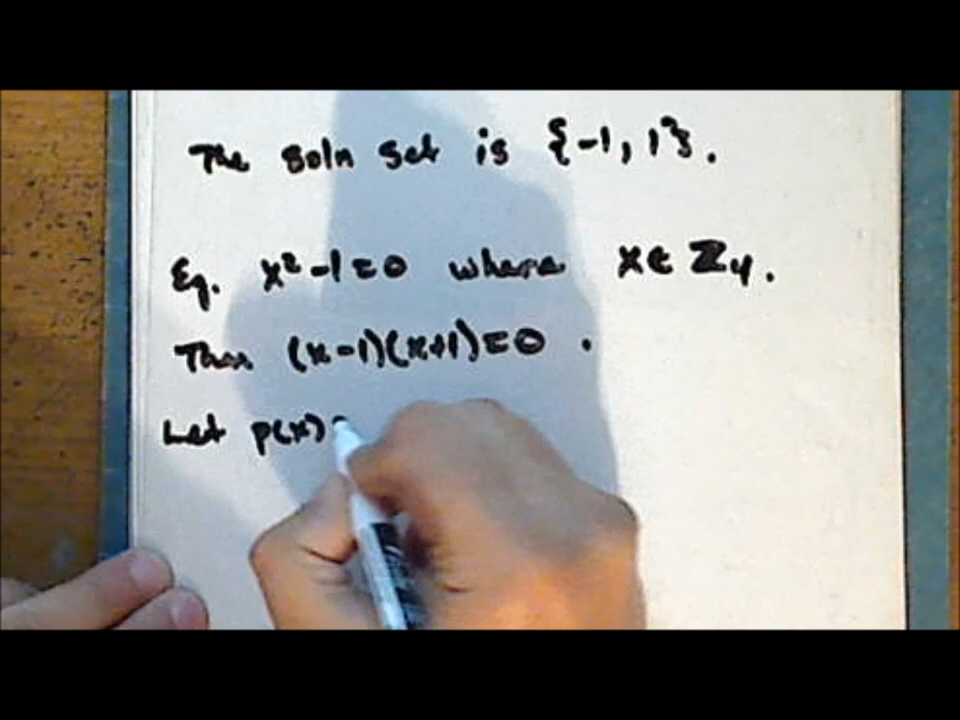 The soln set is {-1, 1}.
Eg. x² - 1 = 0 where x ∈ ℤ₄.
Then (x-1)(x+1) = 0.
Let p(x) =